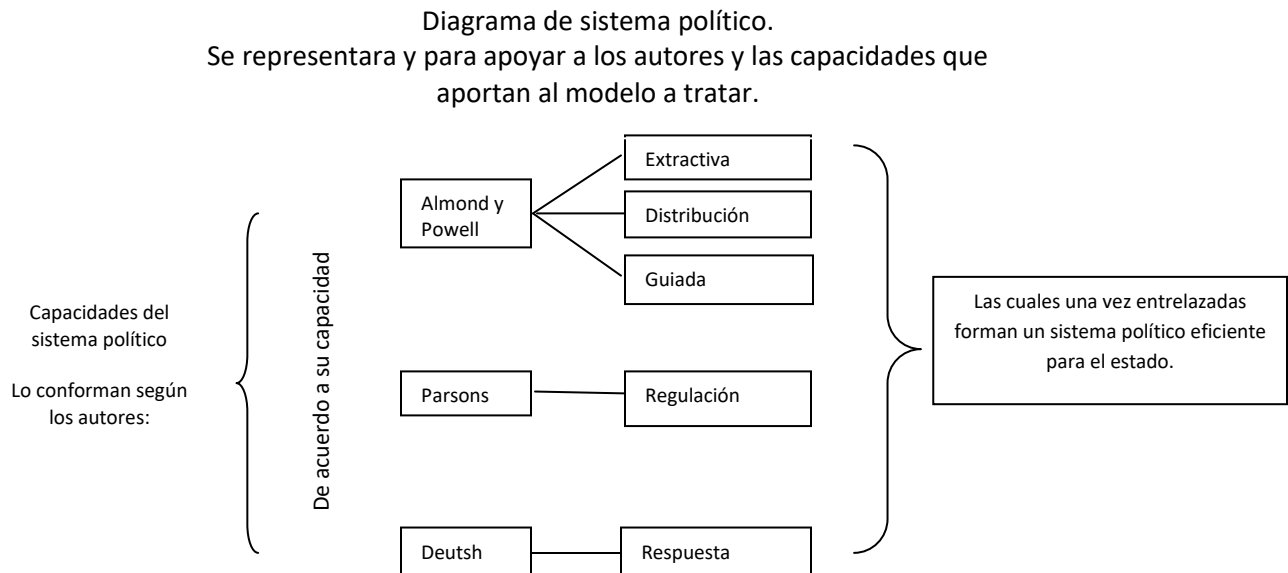 Diagrama de sistema político.
Se representara y para apoyar a los autores y las capacidades que
aportan al modelo a tratar.
Capacidades del
sistema político
Lo conforman según
los autores:
De acuerdo a su capacidad
Almond y
Powell
Extractiva
Distribución
Guiada
Parsons
Regulación
Deutsh
Respuesta
Las cuales una vez entrelazadas
forman un sistema político eficiente
para el estado.